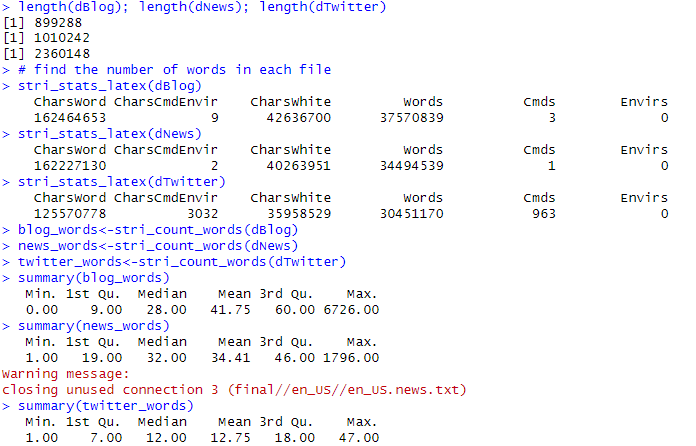 > length(dBlog); length(dNews); length(dTwitter)
[1] 899288
[1] 1010242
[1] 2360148
> # find the number of words in each file
> stri_stats_latex(dBlog)
    CharsWord CharsCmdEnvir    CharsWhite         Words          Cmds        Envirs
    162464653             9      42636700      37570839             3             0
> stri_stats_latex(dNews)
    CharsWord CharsCmdEnvir    CharsWhite         Words          Cmds        Envirs
    162227130             2      40263951      34494539             1             0
> stri_stats_latex(dTwitter)
    CharsWord CharsCmdEnvir    CharsWhite         Words          Cmds        Envirs
    125570778          3032      35958529      30451170           963             0
> blog_words<-stri_count_words(dBlog)
> news_words<-stri_count_words(dNews)
> twitter_words<-stri_count_words(dTwitter)
> summary(blog_words)
   Min. 1st Qu.  Median    Mean 3rd Qu.    Max.
   0.00    9.00   28.00   41.75   60.00 6726.00
> summary(news_words)
   Min. 1st Qu.  Median    Mean 3rd Qu.    Max.
   1.00   19.00   32.00   34.41   46.00 1796.00
Warning message:
closing unused connection 3 (final//en_US//en_US.news.txt)
> summary(twitter_words)
   Min. 1st Qu.  Median    Mean 3rd Qu.    Max.
   1.00    7.00   12.00   12.75   18.00   47.00